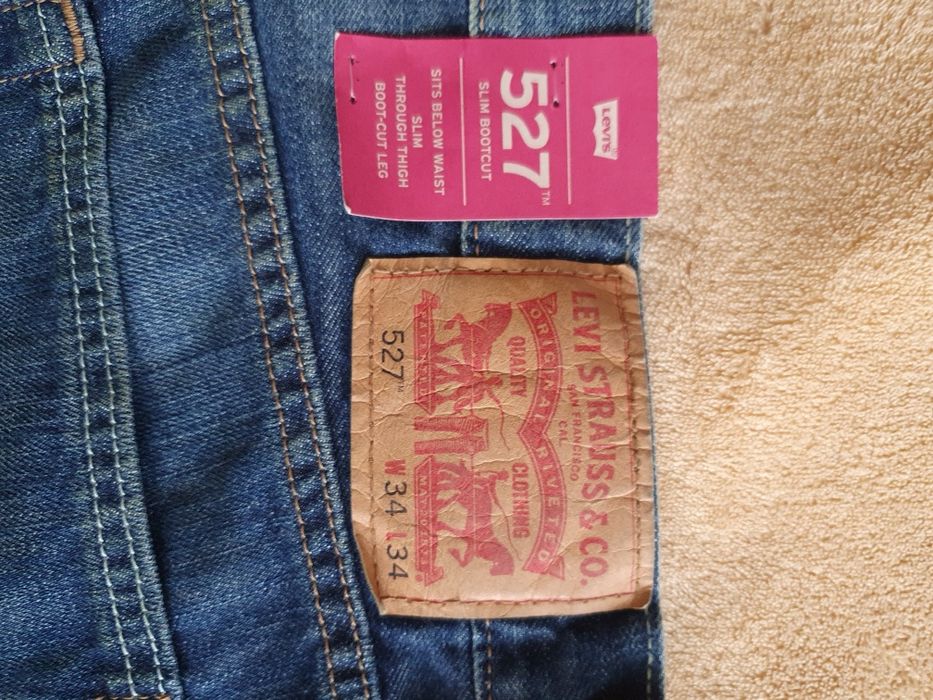 Levi's
527™
SLIM BOOTCUT
SITS BELOW WAIST
SLIM
THROUGH THIGH
BOOT-CUT LEG
LEVI STRAUSS & CO.
SAN FRANCISCO
CAL
ORIGINAL RIVETED
QUALITY CLOTHING
527™ W 34 L 34